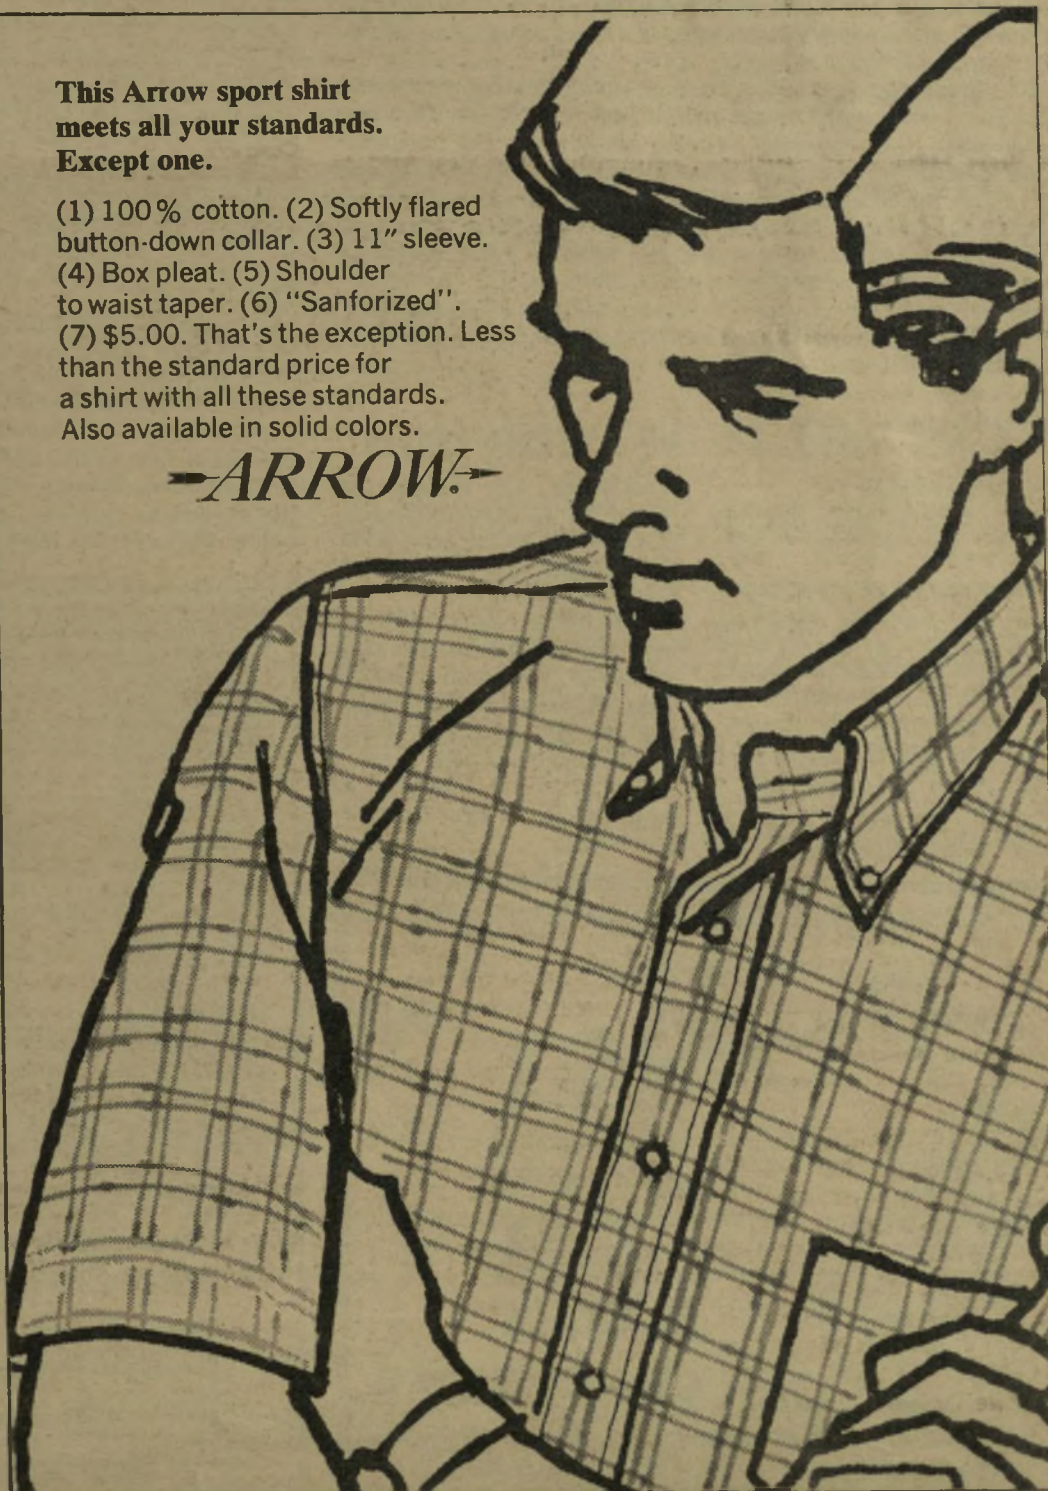 This Arrow sport shirt
meets all your standards.
Except one.
(1) 100% cotton. (2) Softly flared
button-down collar. (3) 11" sleeve.
(4) Box pleat. (5) Shoulder
to waist taper. (6) "Sanforized".
(7) $5.00. That's the exception. Less
than the standard price for
a shirt with all these standards.
Also available in solid colors.
ARROW.